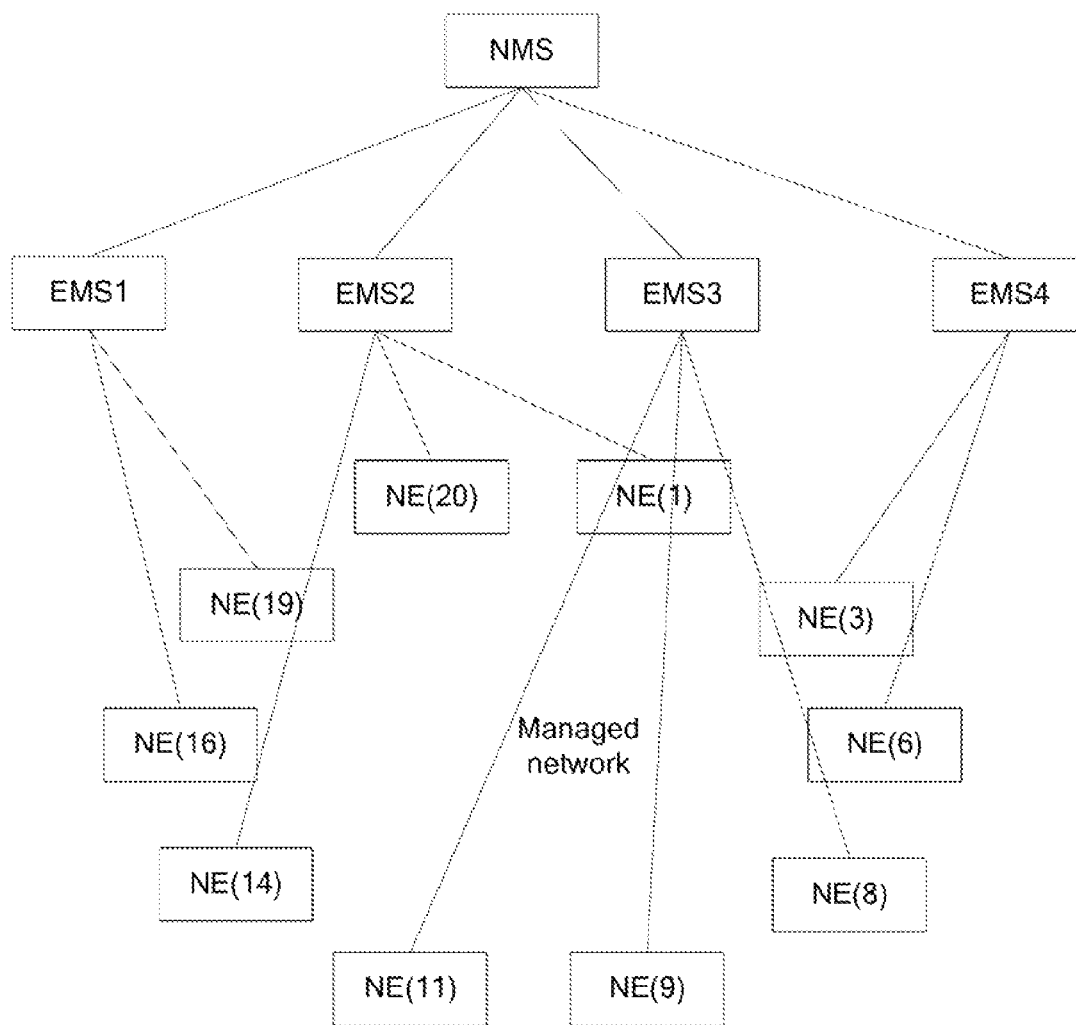 NMS
EMS1
EMS2
EMS3
EMS4
NE(20)
NE(1)
NE(19)
NE(3)
NE(16)
Managed
network
NE(6)
NE(14)
NE(8)
NE(11)
NE(9)